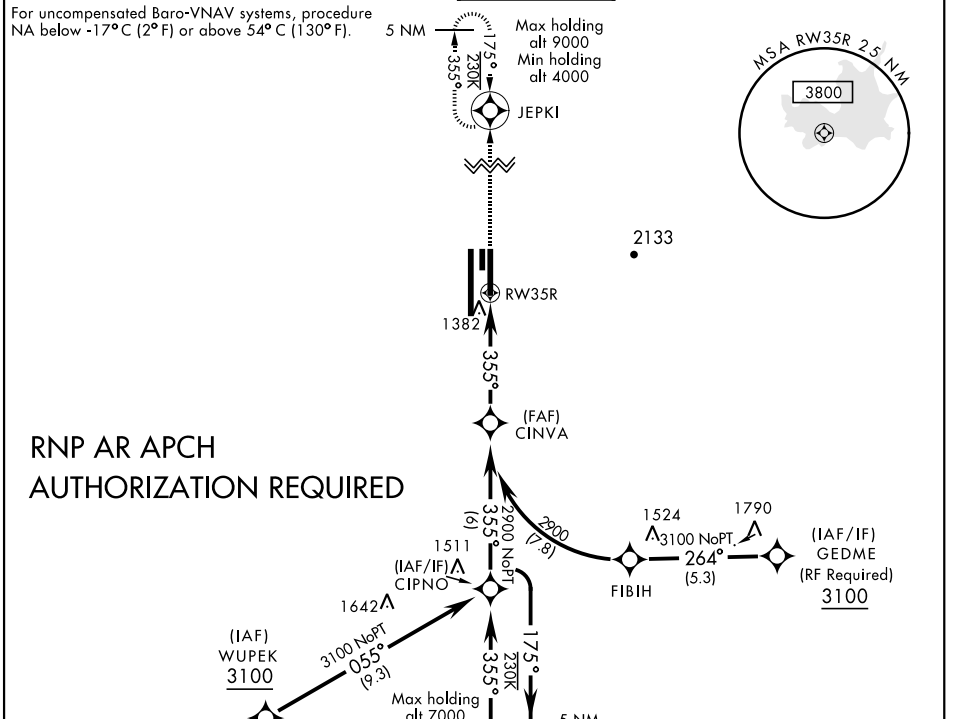 For uncompensated Baro-VNAV systems, procedure
NA below -17°C (2°F) or above 54°C (130°F).
5 NM
175°
230K
355°
Max holding
alt 9000
Min holding
alt 4000
JEPKI
MSA RW35R 25 NM
3800
2133
RW35R
1382
355°
(FAF)
CINVA
RNP AR APCH
AUTHORIZATION REQUIRED
2900 NoPT
355°
(6)
2900
(7.8)
1524
1790
3100 NoPT
264°
(5.3)
FIBIH
(IAF/IF)
GEDME
(RF Required)
3100
1511
(IAF/IF)
CIPNO
1642
(IAF)
WUPEK
3100
3100 NoPT
055°
(9.3)
175°
230K
355°
Max holding
alt 7000
5 NM